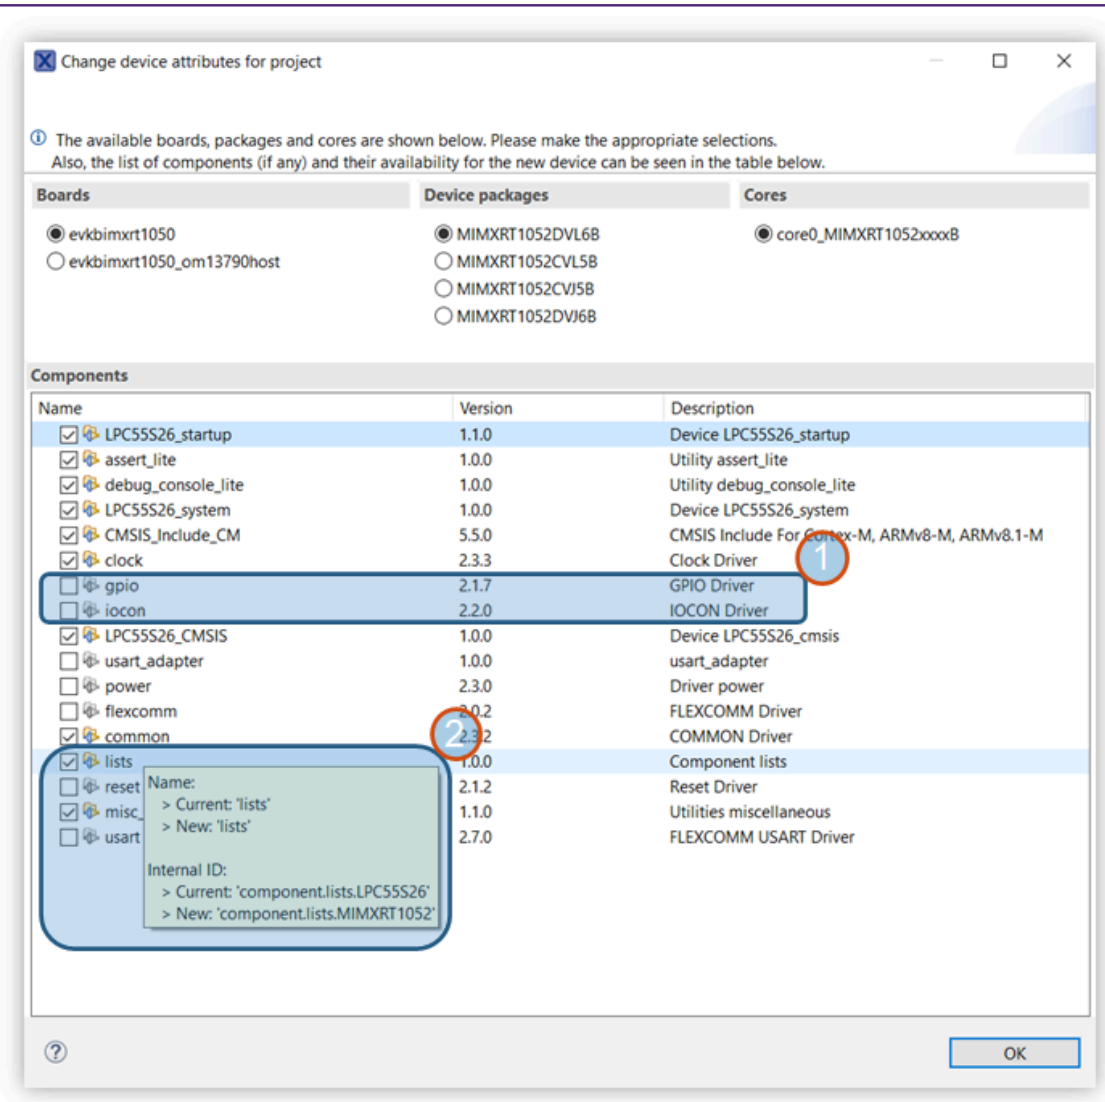 Change device attributes for project
The available boards, packages and cores are shown below. Please make the appropriate selections.
Also, the list of components (if any) and their availability for the new device can be seen in the table below.
Boards Device packages Cores
evkbimxrt1050 MIMXRT1052DVL6B core0_MIMXRT1052xxxxB
evkbimxrt1050_om13790host MIMXRT1052CVL5B
MIMXRT1052CVJ5B
MIMXRT1052DVJ6B
Components
Name Version Description
LPC55S26_startup 1.1.0 Device LPC55S26_startup
assert_lite 1.0.0 Utility assert_lite
debug_console_lite 1.0.0 Utility debug_console_lite
LPC55S26_system 1.0.0 Device LPC55S26_system
CMSIS_Include_CM 5.5.0 CMSIS Include For Cortex-M, ARMv8-M, ARMv8.1-M
clock 2.3.3 Clock Driver 1
gpio 2.1.7 GPIO Driver
iocon 2.2.0 IOCON Driver
LPC55S26_CMSIS 1.0.0 Device LPC55S26_cmsis
usart_adapter 1.0.0 usart_adapter
power 2.3.0 Driver power
flexcomm 2.0.2 FLEXCOMM Driver
2
common 2.3.2 COMMON Driver
lists 1.0.0 Component lists
reset 2.1.2 Reset Driver
misc_ 1.1.0 Utilities miscellaneous
usart 2.7.0 FLEXCOMM USART Driver
Name:
> Current: 'lists'
> New: 'lists'
Internal ID:
> Current: 'component.lists.LPC55S26'
> New: 'component.lists.MIMXRT1052'
OK